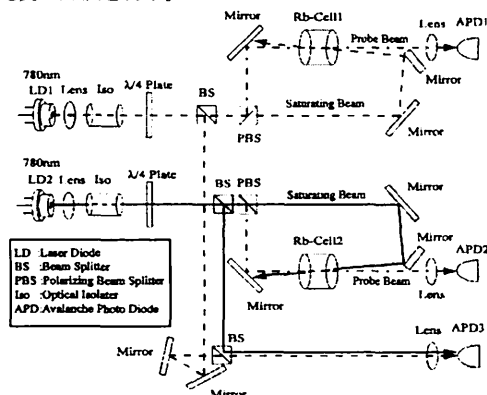 Mirror
Rb-Cell1
Probe Beam
Lens
APD1
780nm
LD1
Lens
Iso
λ/4 Plate
BS
Mirror
Saturating Beam
PBS
Mirror
780nm
LD2
Lens
Iso
λ/4 Plate
BS
PBS
Saturating Beam
Mirror
Rb-Cell2
Mirror
APD2
Mirror
Probe Beam
Lens
LD :Laser Diode
BS :Beam Splitter
PBS :Polarizing Beam Splitter
Iso :Optical Isolater
APD:Avalanche Photo Diode
BS
Lens
APD3
Mirror
Mirror